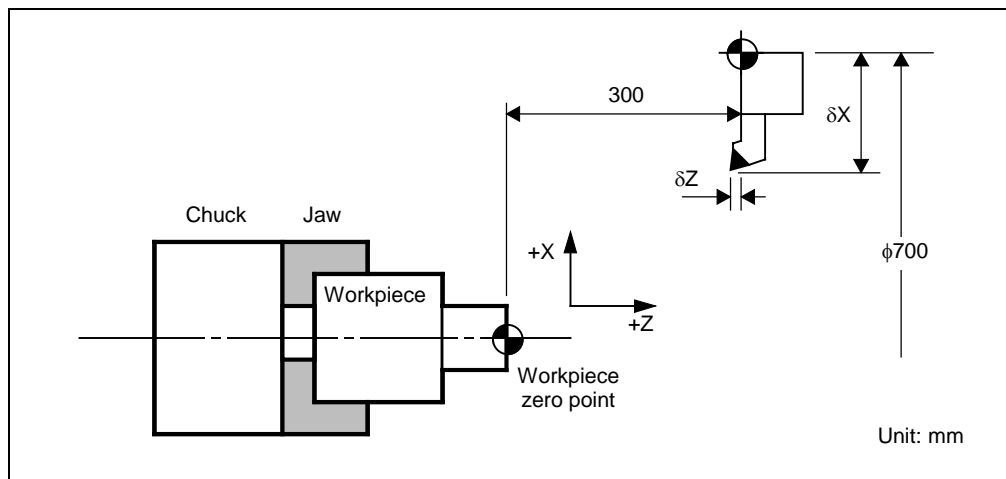 300
δX
δZ
Chuck
Jaw
+X
φ700
Workpiece
+Z
Workpiece
zero point
Unit: mm